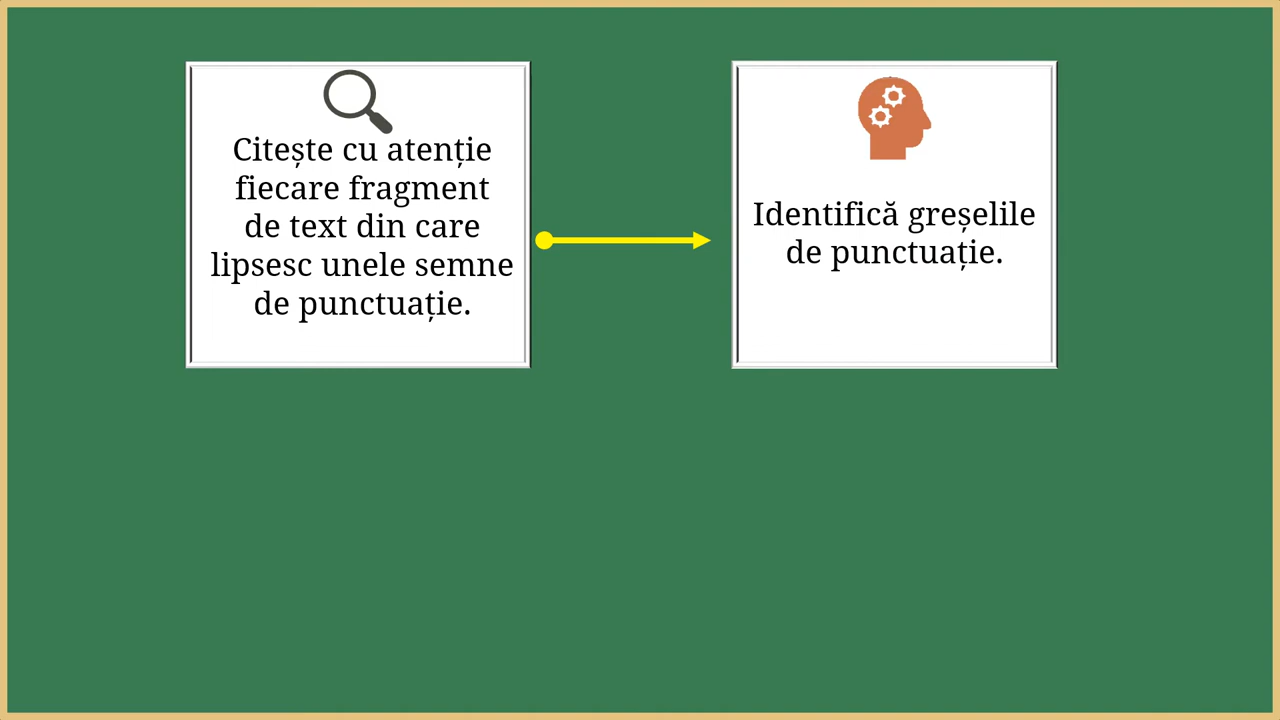 Citește cu atenție
fiecare fragment
de text din care
lipsesc unele semne
de punctuație.
Identifică greșelile
de punctuație.